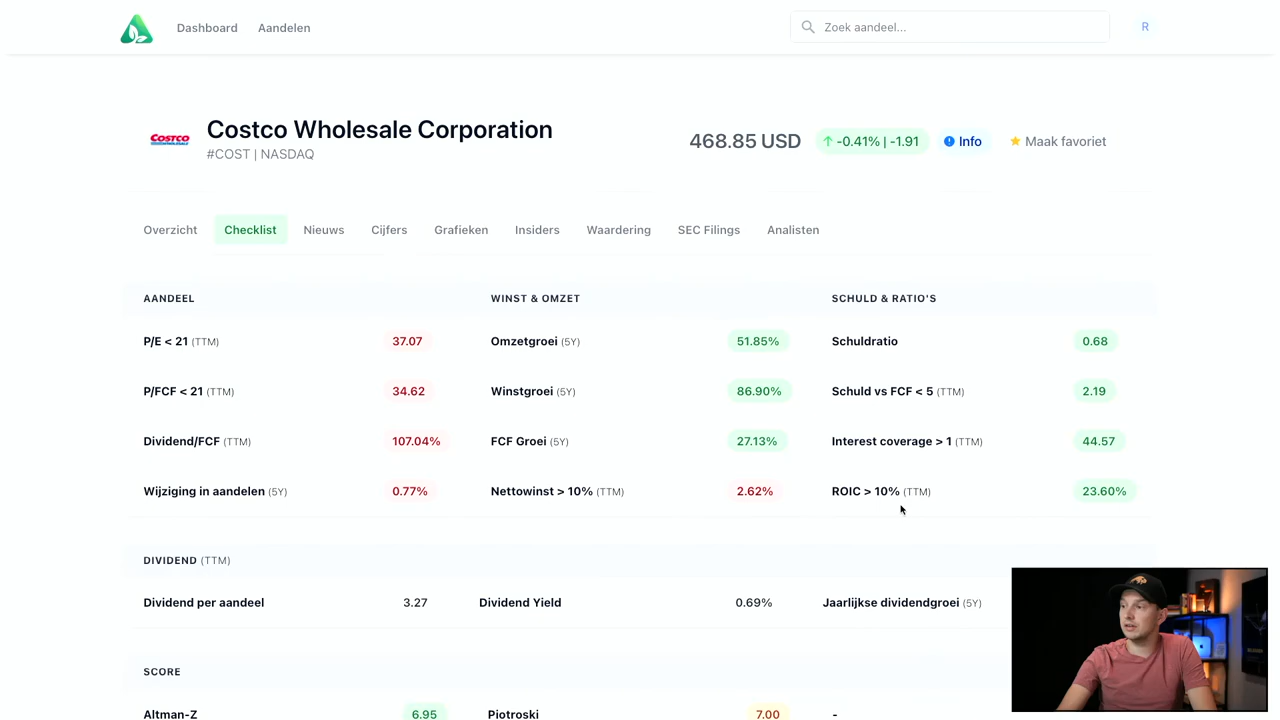 Dashboard Aandelen Zoek aandeel... R
Costco Wholesale Corporation
#COST | NASDAQ
COSTCO
WHOLESALE
468.85 USD -0.41% | -1.91 Info Maak favoriet
Overzicht Checklist Nieuws Cijfers Grafieken Insiders Waardering SEC Filings Analisten
AANDEEL WINST & OMZET SCHULD & RATIO'S
P/E < 21 (TTM) 37.07 Omzetgroei (5Y) 51.85% Schuldratio 0.68
P/FCF < 21 (TTM) 34.62 Winstgroei (5Y) 86.90% Schuld vs FCF < 5 (TTM) 2.19
Dividend/FCF (TTM) 107.04% FCF Groei (5Y) 27.13% Interest coverage > 1 (TTM) 44.57
Wijziging in aandelen (5Y) 0.77% Nettowinst > 10% (TTM) 2.62% ROIC > 10% (TTM) 23.60%
DIVIDEND (TTM)
Dividend per aandeel 3.27 Dividend Yield 0.69% Jaarlijkse dividendgroei (5Y)
SCORE
Altman-Z 6.95 Piotroski 7.00 -